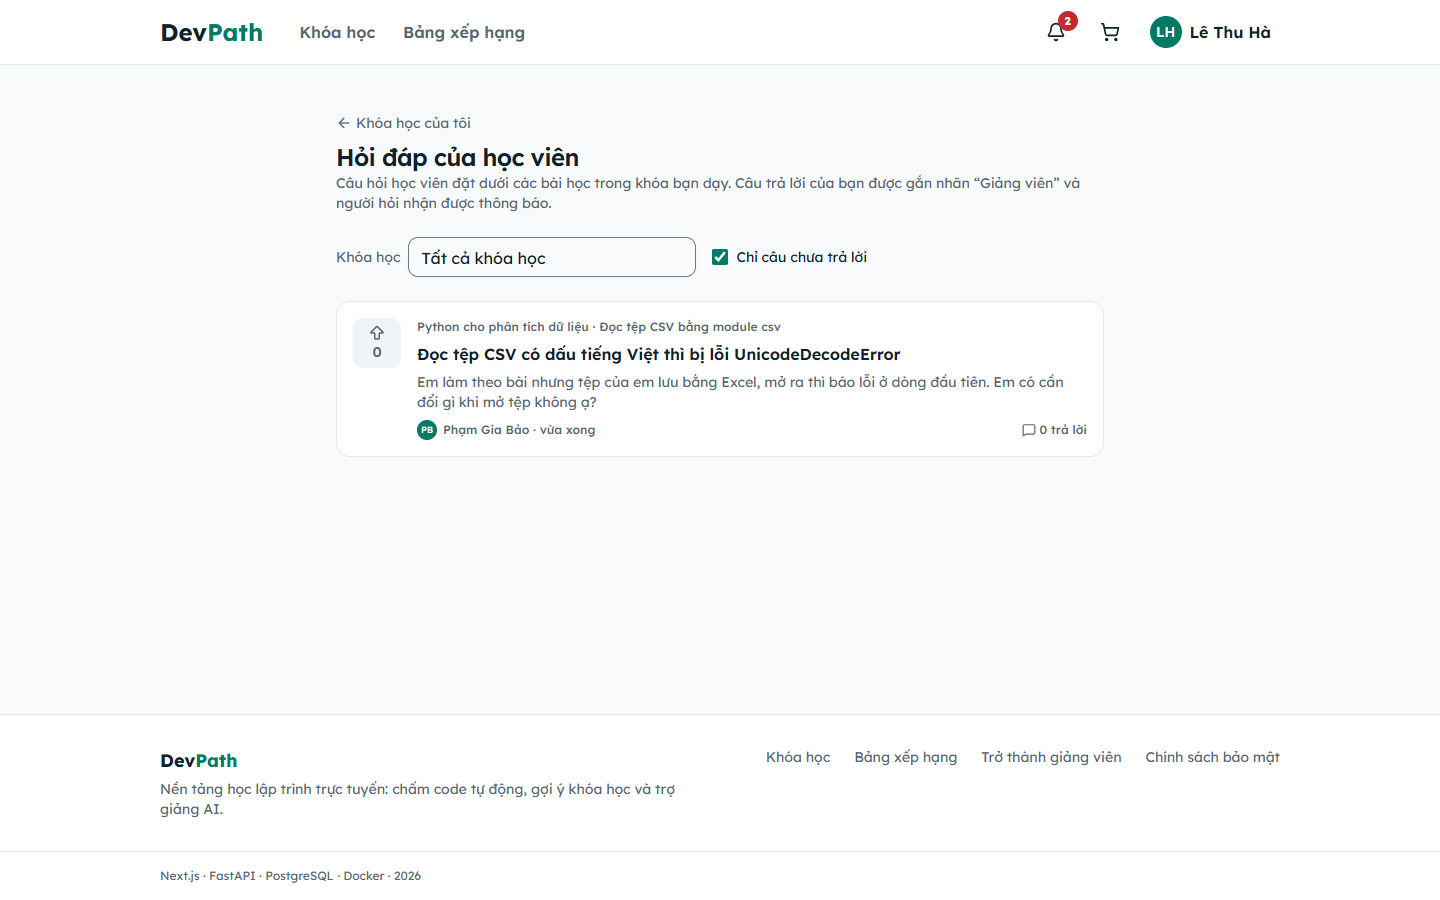 DevPath
Khóa học
Bảng xếp hạng
2
LH
Lê Thu Hà
Khóa học của tôi
Hỏi đáp của học viên
Câu hỏi học viên đặt dưới các bài học trong khóa bạn dạy. Câu trả lời của bạn được gắn nhãn “Giảng viên” và
người hỏi nhận được thông báo.
Khóa học
Tất cả khóa học
Chỉ câu chưa trả lời
0
Python cho phân tích dữ liệu · Đọc tệp CSV bằng module csv
Đọc tệp CSV có dấu tiếng Việt thì bị lỗi UnicodeDecodeError
Em làm theo bài nhưng tệp của em lưu bằng Excel, mở ra thì báo lỗi ở dòng đầu tiên. Em có cần
đổi gì khi mở tệp không ạ?
PB
Phạm Gia Bảo · vừa xong
0 trả lời
DevPath
Nền tảng học lập trình trực tuyến: chấm code tự động, gợi ý khóa học và trợ
giảng AI.
Khóa học
Bảng xếp hạng
Trở thành giảng viên
Chính sách bảo mật
Next.js · FastAPI · PostgreSQL · Docker · 2026